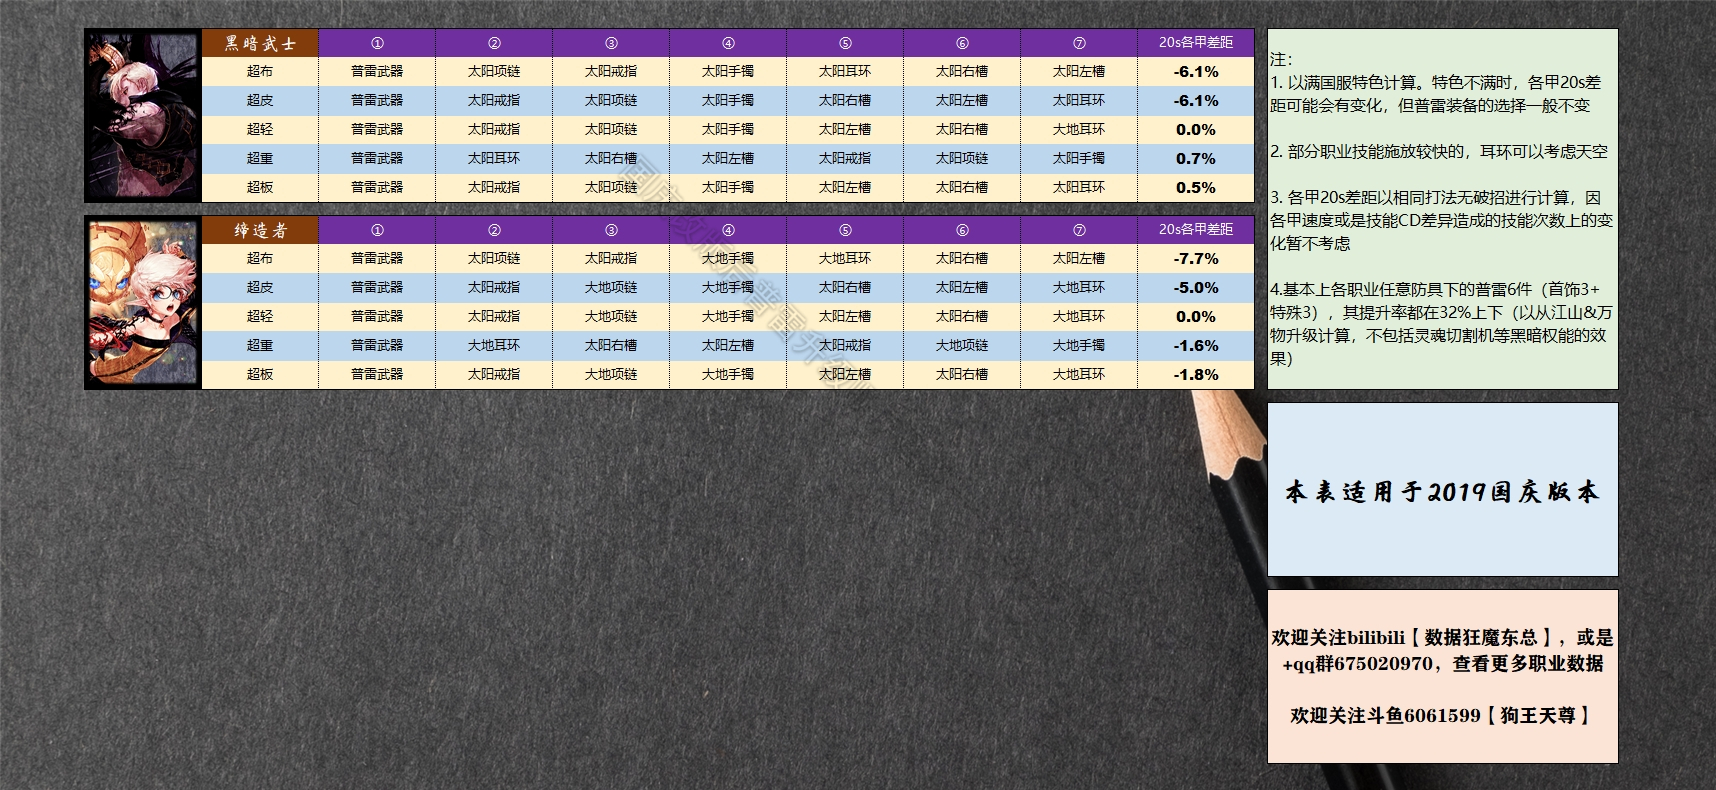 黑暗武士 ① ② ③ ④ ⑤ ⑥ ⑦ 20s各甲差距
超布 普雷武器 太阳项链 太阳戒指 太阳手镯 太阳耳环 太阳右槽 太阳左槽 -6.1%
超皮 普雷武器 太阳戒指 太阳项链 太阳手镯 太阳右槽 太阳左槽 太阳耳环 -6.1%
超轻 普雷武器 太阳戒指 太阳项链 太阳手镯 太阳左槽 太阳右槽 大地耳环 0.0%
超重 普雷武器 太阳耳环 太阳右槽 太阳左槽 太阳戒指 太阳项链 太阳手镯 0.7%
超板 普雷武器 太阳戒指 太阳项链 太阳手镯 太阳左槽 太阳右槽 太阳耳环 0.5%
缔造者 ① ② ③ ④ ⑤ ⑥ ⑦ 20s各甲差距
超布 普雷武器 太阳项链 太阳戒指 大地手镯 大地耳环 太阳右槽 太阳左槽 -7.7%
超皮 普雷武器 太阳戒指 大地项链 大地手镯 太阳右槽 太阳左槽 大地耳环 -5.0%
超轻 普雷武器 太阳戒指 大地项链 大地手镯 太阳左槽 太阳右槽 大地耳环 0.0%
超重 普雷武器 大地耳环 太阳右槽 太阳左槽 太阳戒指 大地项链 大地手镯 -1.6%
超板 普雷武器 太阳戒指 大地项链 大地手镯 太阳左槽 太阳右槽 大地耳环 -1.8%
注：
1. 以满国服特色计算。特色不满时，各甲20s差
距可能会有变化，但普雷装备的选择一般不变
2. 部分职业技能施放较快的，耳环可以考虑天空
3. 各甲20s差距以相同打法无破招进行计算，因
各甲速度或是技能CD差异造成的技能次数上的变
化暂不考虑
4.基本上各职业任意防具下的普雷6件（首饰3+
特殊3），其提升率都在32%上下（以从江山&万
物升级计算，不包括灵魂切割机等黑暗权能的效
果）
本表适用于2019国庆版本
欢迎关注bilibili【数据狂魔东总】，或是
+qq群675020970，查看更多职业数据
欢迎关注斗鱼6061599【狗王天尊】
国庆改版后普雷升级